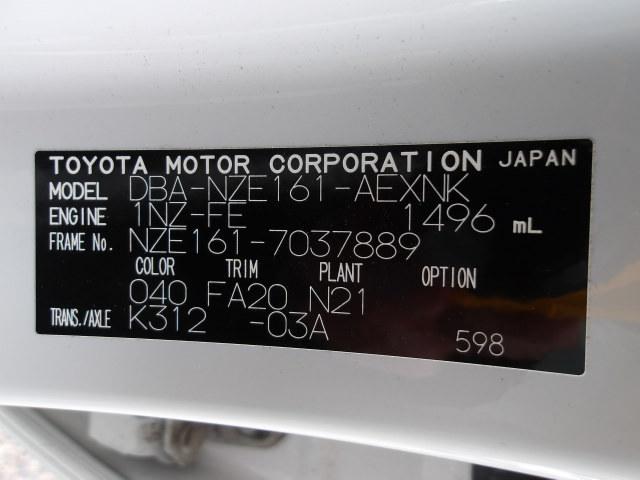 TOYOTA MOTOR CORPORATION JAPAN
MODEL DBA-NZE161-AEXNK
ENGINE 1NZ-FE 1496 mL
FRAME No. NZE161-7037889
COLOR TRIM PLANT OPTION
040 FA20 N21
TRANS./AXLE K312 -03A
598